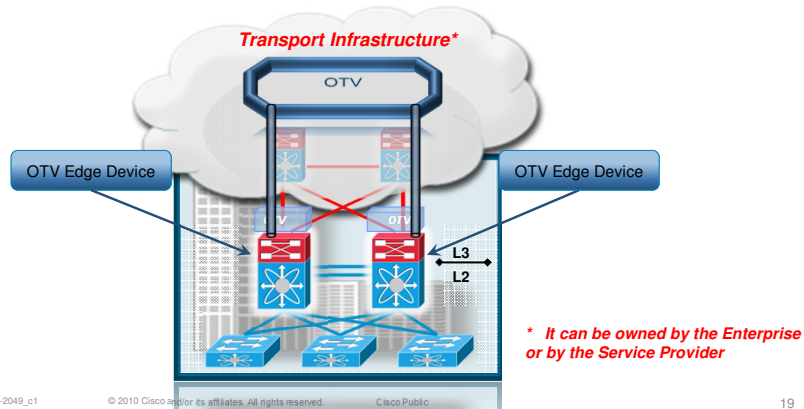 Transport Infrastructure*
OTV
OTV Edge Device
OTV Edge Device
OTV
OTV
L3
L2
* It can be owned by the Enterprise
or by the Service Provider
-2049_c1
© 2010 Cisco and/or its affiliates. All rights reserved.
Cisco Public
19